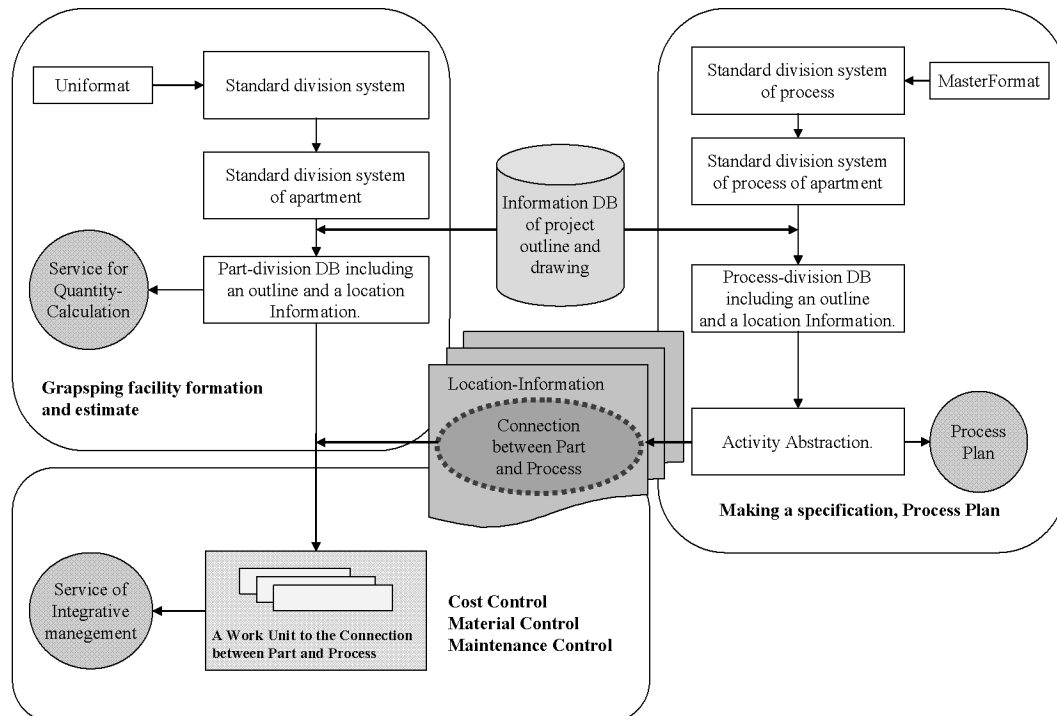 Uniformat
Standard division system
Standard division system
of apartment
Service for
Quantity-
Calculation
Part-division DB including
an outline and a location
Information.
Grapsping facility formation
and estimate
Information DB
of project
outline and
drawing
Standard division system
of process
MasterFormat
Standard division system
of process of apartment
Process-division DB
including an outline
and a location Information.
Location-Information
Connection
between Part
and Process
Activity Abstraction.
Process
Plan
Making a specification, Process Plan
Service of
Integrative
manegement
A Work Unit to the Connection
between Part and Process
Cost Control
Material Control
Maintenance Control